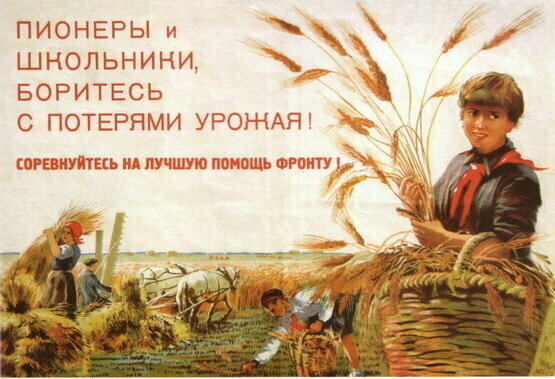 ПИОНЕРЫ и
ШКОЛЬНИКИ,
БОРИТЕСЬ
С ПОТЕРЯМИ УРОЖАЯ!
СОРЕВНУЙТЕСЬ НА ЛУЧШУЮ ПОМОЩЬ ФРОНТУ!